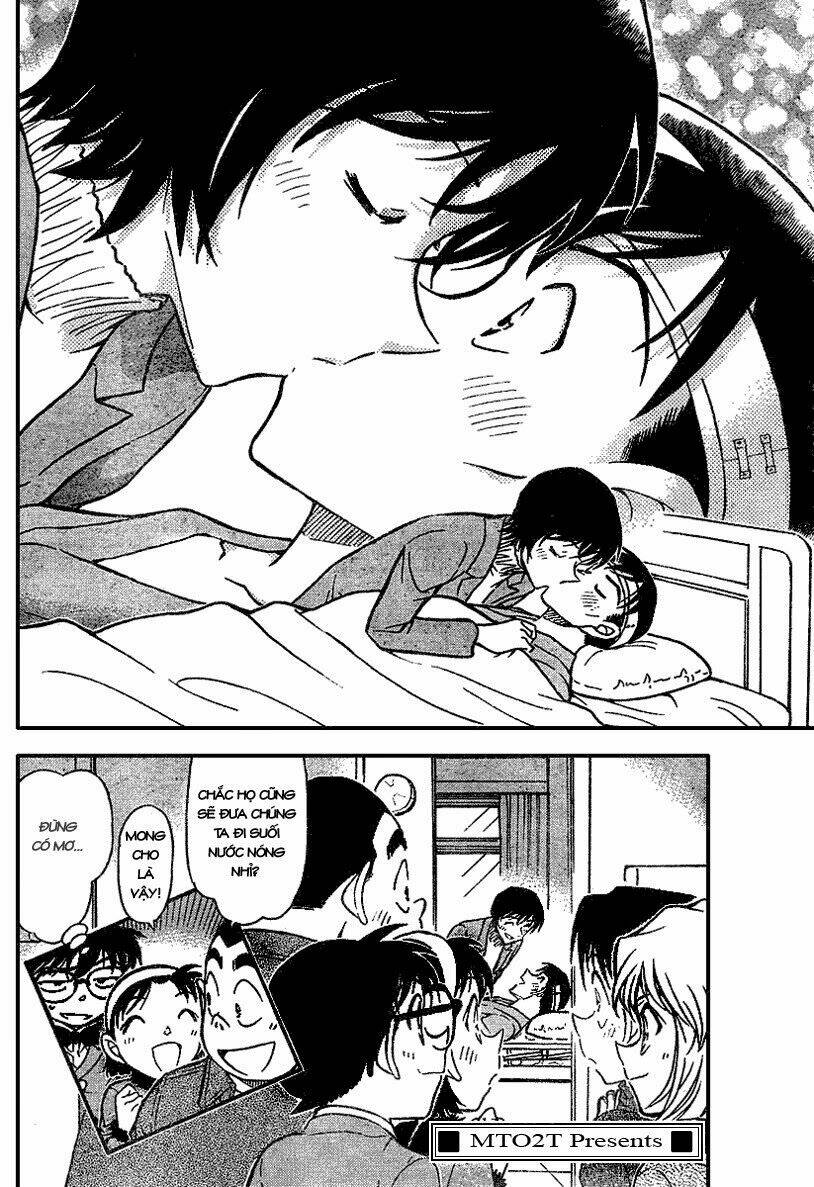 CHẮC HỌ CŨNG
SẼ ĐƯA CHÚNG
TA ĐI SUỐI
NƯỚC NÓNG
NHỈ?
MONG
CHO
LÀ
VẬY!
ĐỪNG
CÓ MƠ...
MTO2T Presents